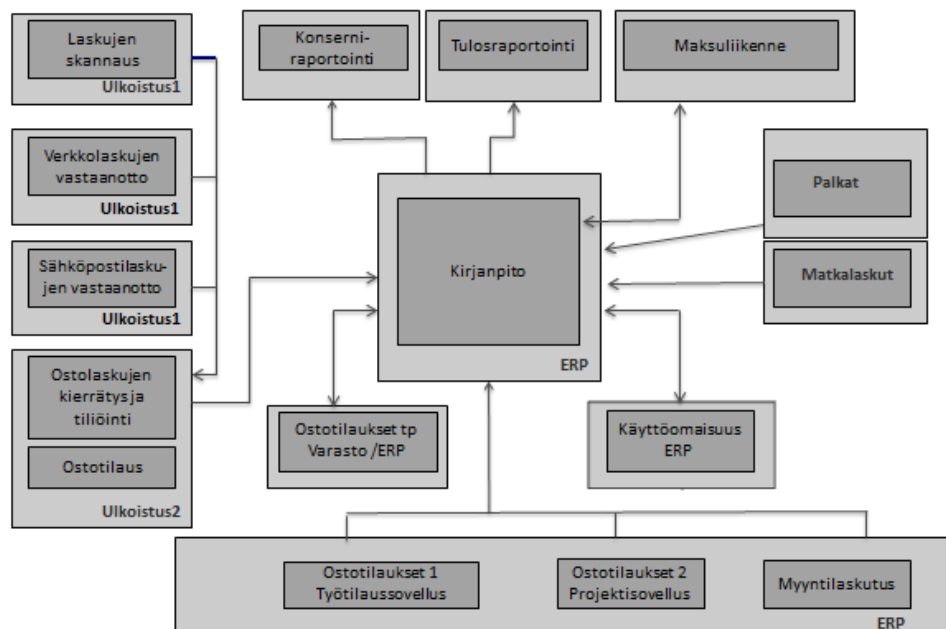 Laskujen
skannaus
Ulkoistus1
Konserni-
raportointi
Tulosraportointi
Maksuliikenne
Verkkolaskujen
vastaanotto
Ulkoistus1
Palkat
Sähköpostilasku-
jen vastaanotto
Ulkoistus1
Kirjanpito
ERP
Matkalaskut
Ostolaskujen
kierrätys ja
tiliöinti
Ostotilaus
Ulkoistus2
Ostotilaukset tp
Varasto /ERP
Käyttöomaisuus
ERP
Ostotilaukset 1
Työtilaussovellus
Ostotilaukset 2
Projektisovellus
Myyntilaskutus
ERP